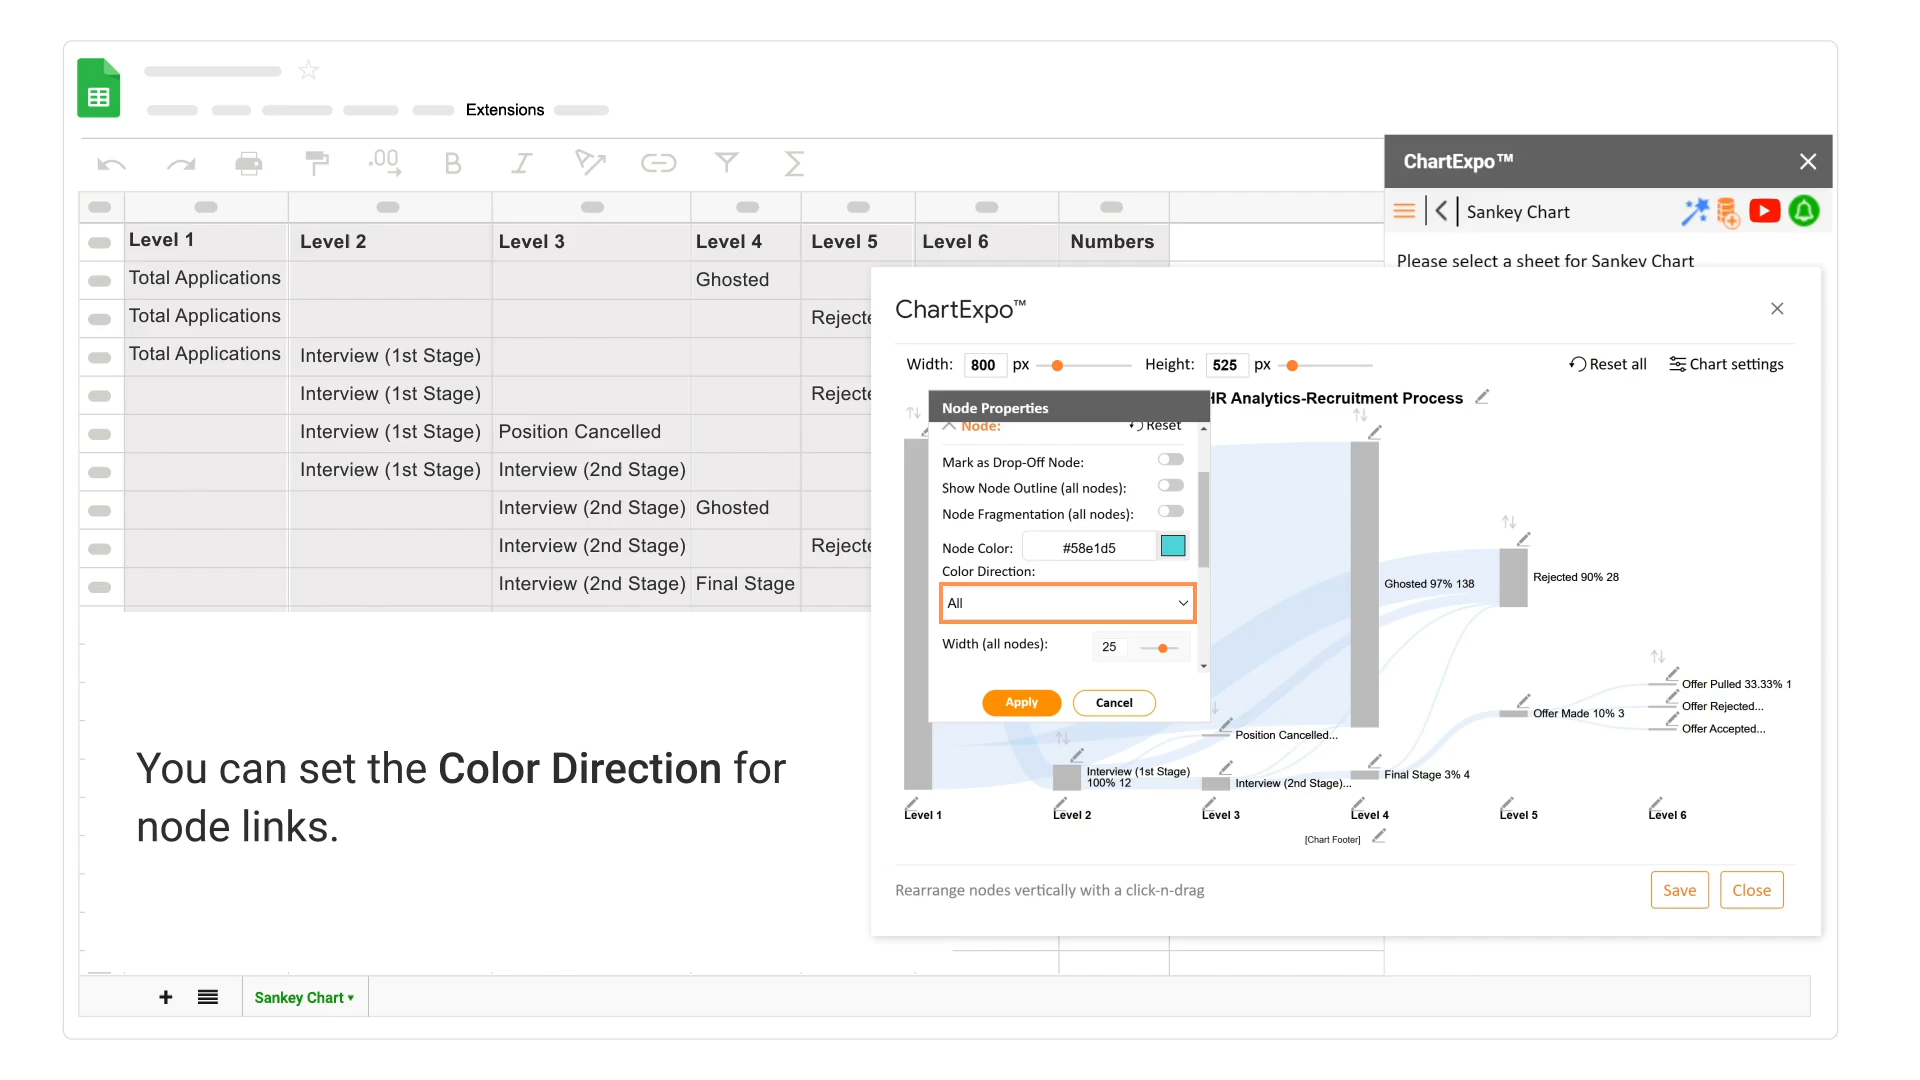 Extensions
.00
B
I
ChartExpo™
Sankey Chart
Please select a sheet for Sankey Chart
Level 1 Level 2 Level 3 Level 4 Level 5 Level 6 Numbers
Total Applications Ghosted
Total Applications
Total Applications Interview (1st Stage)
Interview (1st Stage)
Interview (1st Stage) Position Cancelled
Interview (1st Stage) Interview (2nd Stage)
Interview (2nd Stage) Ghosted
Interview (2nd Stage)
Interview (2nd Stage) Final Stage
ChartExpo™
Width: 800 px Height: 525 px Reset all Chart settings
HR Analytics-Recruitment Process
Node Properties
Node: Reset
Mark as Drop-Off Node:
Show Node Outline (all nodes):
Node Fragmentation (all nodes):
Node Color: #58e1d5
Color Direction:
All
Width (all nodes): 25
Apply Cancel
Ghosted 97% 138
Rejected 90% 28
Offer Pulled 33.33% 1
Offer Rejected...
Offer Accepted...
Offer Made 10% 3
Position Cancelled...
Interview (1st Stage)
100% 12
Interview (2nd Stage)...
Final Stage 3% 4
Level 1 Level 2 Level 3 Level 4 Level 5 Level 6
[Chart Footer]
Rearrange nodes vertically with a click-n-drag
Save Close
You can set the Color Direction for
node links.
Sankey Chart